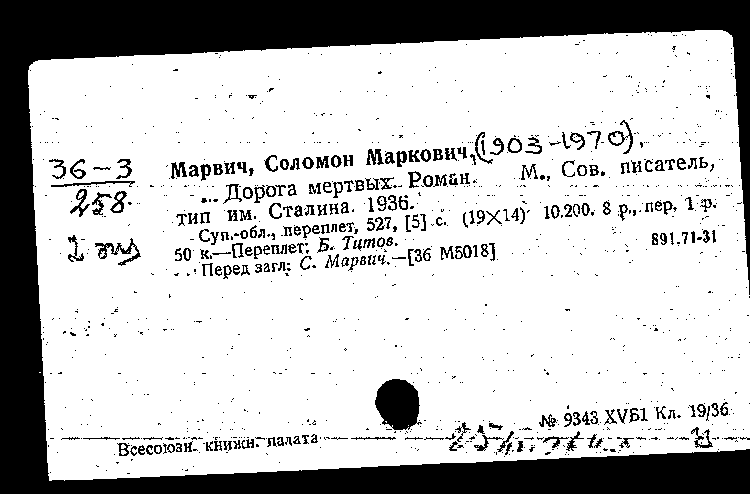 36-3
258.
2 экз
Марвич, Соломон Маркович, (1903-1970).
... Дорога мертвых. Роман. М., Сов. писатель,
тип им. Сталина. 1936.
Суп.-обл., переплет, 527, [5] с. (19×14) 10.200. 8 р., пер. 1 р.
50 к.—Переплет: Б. Титов.
Перед загл: С. Марвич.—[36 М5018] 891.71-31
№ 9343 XVБ1 Кл. 19/36
Всесоюзн. книжн. палата